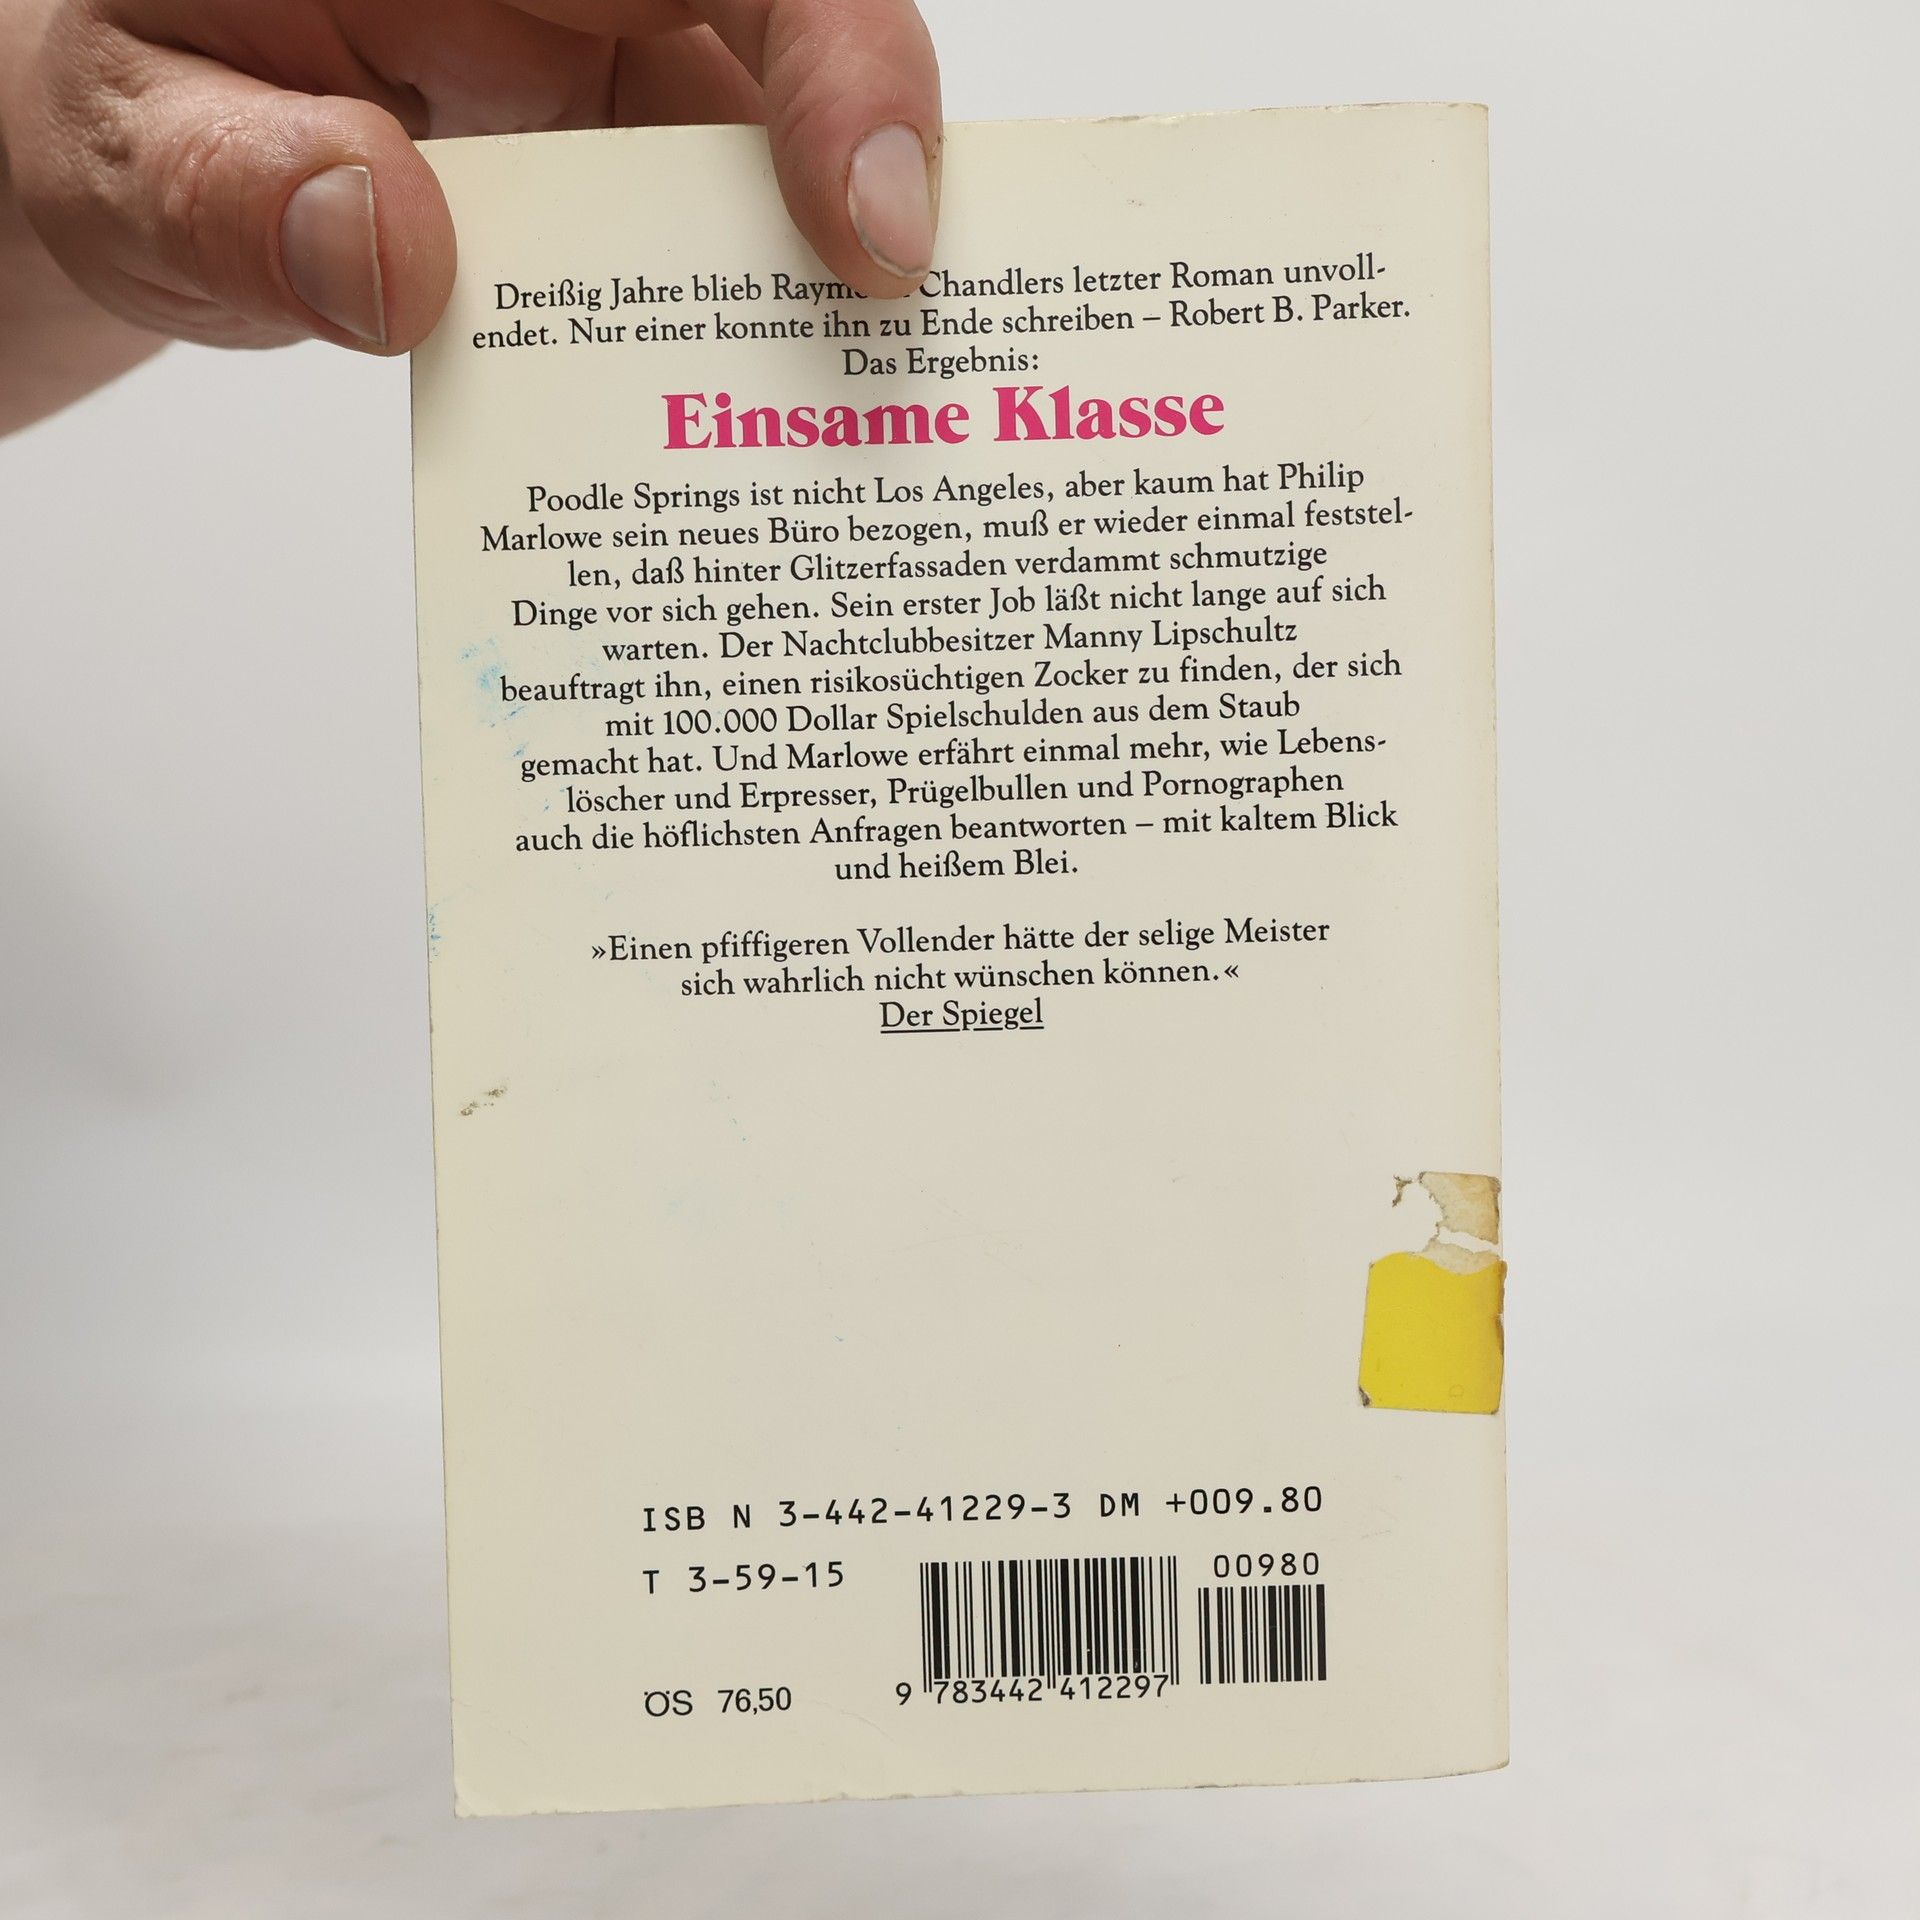 Dreißig Jahre blieb Chandlers letzter Roman unvoll-
endet. Nur einer konnte ihn zu Ende schreiben – Robert B. Parker.
Das Ergebnis:
Einsame Klasse
Poodle Springs ist nicht Los Angeles, aber kaum hat Philip
Marlowe sein neues Büro bezogen, muß er wieder einmal feststel-
len, daß hinter Glitzerfassaden verdammt schmutzige
Dinge vor sich gehen. Sein erster Job läßt nicht lange auf sich
warten. Der Nachtclubbesitzer Manny Lipschultz
beauftragt ihn, einen risikosüchtigen Zocker zu finden, der sich
mit 100.000 Dollar Spielschulden aus dem Staub
gemacht hat. Und Marlowe erfährt einmal mehr, wie Lebens-
löscher und Erpresser, Prügelbullen und Pornographen
auch die höflichsten Anfragen beantworten – mit kaltem Blick
und heißem Blei.
»Einen pfiffigeren Vollender hätte der selige Meister
sich wahrlich nicht wünschen können.«
Der Spiegel
ISB N 3-442-41229-3 DM +009.80
T 3-59-15
00980
ÖS 76,50
9 783442 412297